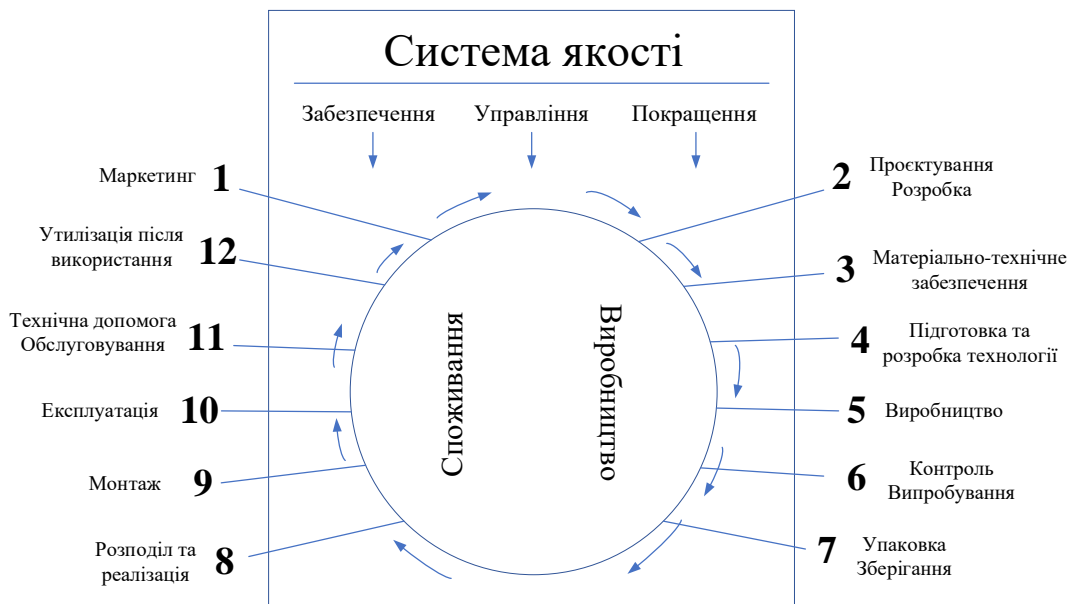 Система якості
Забезпечення
Управління
Покращення
Маркетинг 1
2 Проєктування
Розробка
3 Матеріально-технічне
забезпечення
4 Підготовка та
розробка технології
5 Виробництво
6 Контроль
Випробування
7 Упаковка
Зберігання
Розподіл та
реалізація 8
Монтаж 9
Експлуатація 10
Технічна допомога
Обслуговування 11
Утилізація після
використання 12
Споживання
Виробництво